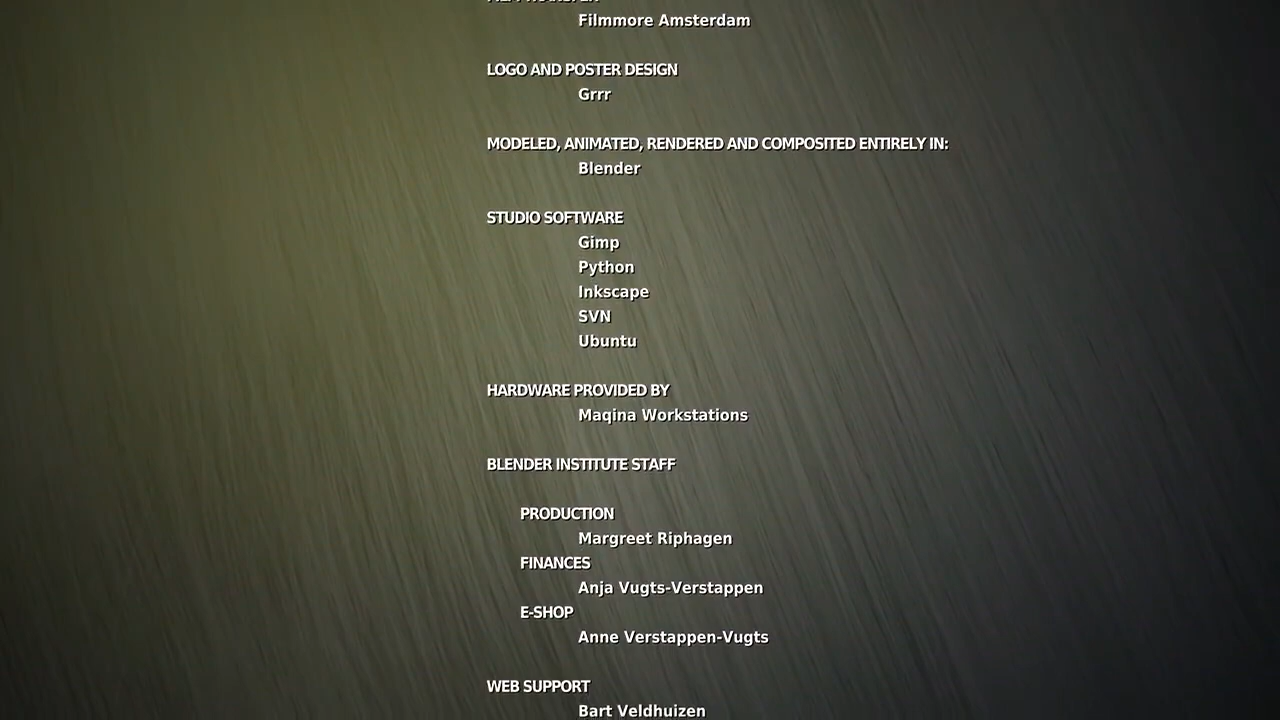 Filmmore Amsterdam
LOGO AND POSTER DESIGN
Grrr
MODELED, ANIMATED, RENDERED AND COMPOSITED ENTIRELY IN:
Blender
STUDIO SOFTWARE
Gimp
Python
Inkscape
SVN
Ubuntu
HARDWARE PROVIDED BY
Maqina Workstations
BLENDER INSTITUTE STAFF
PRODUCTION
Margreet Riphagen
FINANCES
Anja Vugts-Verstappen
E-SHOP
Anne Verstappen-Vugts
WEB SUPPORT
Bart Veldhuizen